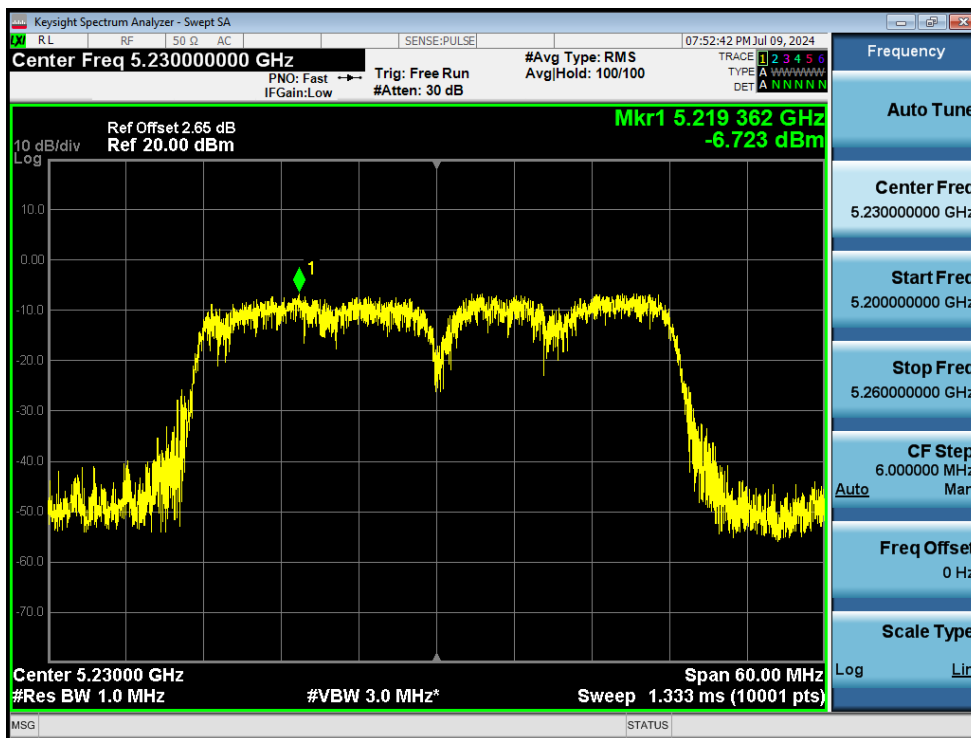 Keysight Spectrum Analyzer - Swept SA
LXI RL RF 50 Ω AC SENSE:PULSE 07:52:42 PM Jul 09, 2024
Center Freq 5.230000000 GHz
PNO: Fast
IFGain:Low
Trig: Free Run
#Atten: 30 dB
#Avg Type: RMS
Avg|Hold: 100/100
TRACE 1 2 3 4 5 6
TYPE A WWWWW
DET A N N N N N
Ref Offset 2.65 dB
Ref 20.00 dBm
10 dB/div
Log
Mkr1 5.219 362 GHz
-6.723 dBm
10.0
0.00
-10.0
-20.0
-30.0
-40.0
-50.0
-60.0
-70.0
1
Center 5.23000 GHz
Span 60.00 MHz
#Res BW 1.0 MHz
#VBW 3.0 MHz*
Sweep 1.333 ms (10001 pts)
MSG
STATUS
Frequency
Auto Tune
Center Freq
5.230000000 GHz
Start Freq
5.200000000 GHz
Stop Freq
5.260000000 GHz
CF Step
6.000000 MHz
Auto Man
Freq Offset
0 Hz
Scale Type
Log Lin